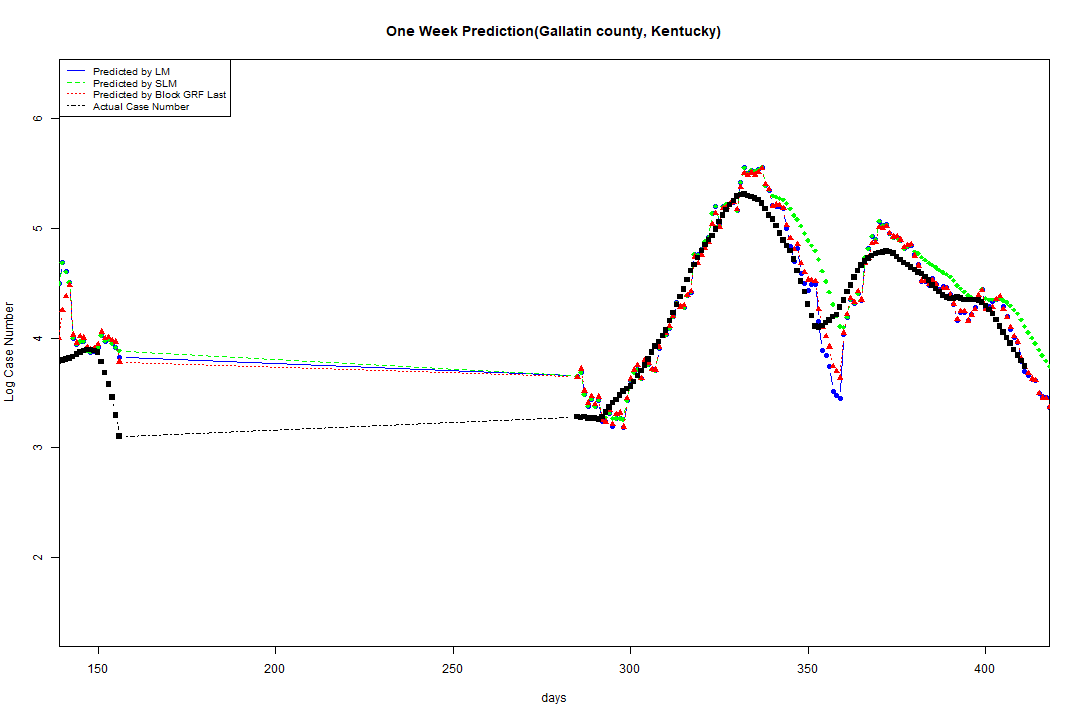 One Week Prediction(Gallatin county, Kentucky)
Predicted by LM
Predicted by SLM
Predicted by Block GRF Last
Actual Case Number
6
5
4
3
2
Log Case Number
150 200 250 300 350 400
days